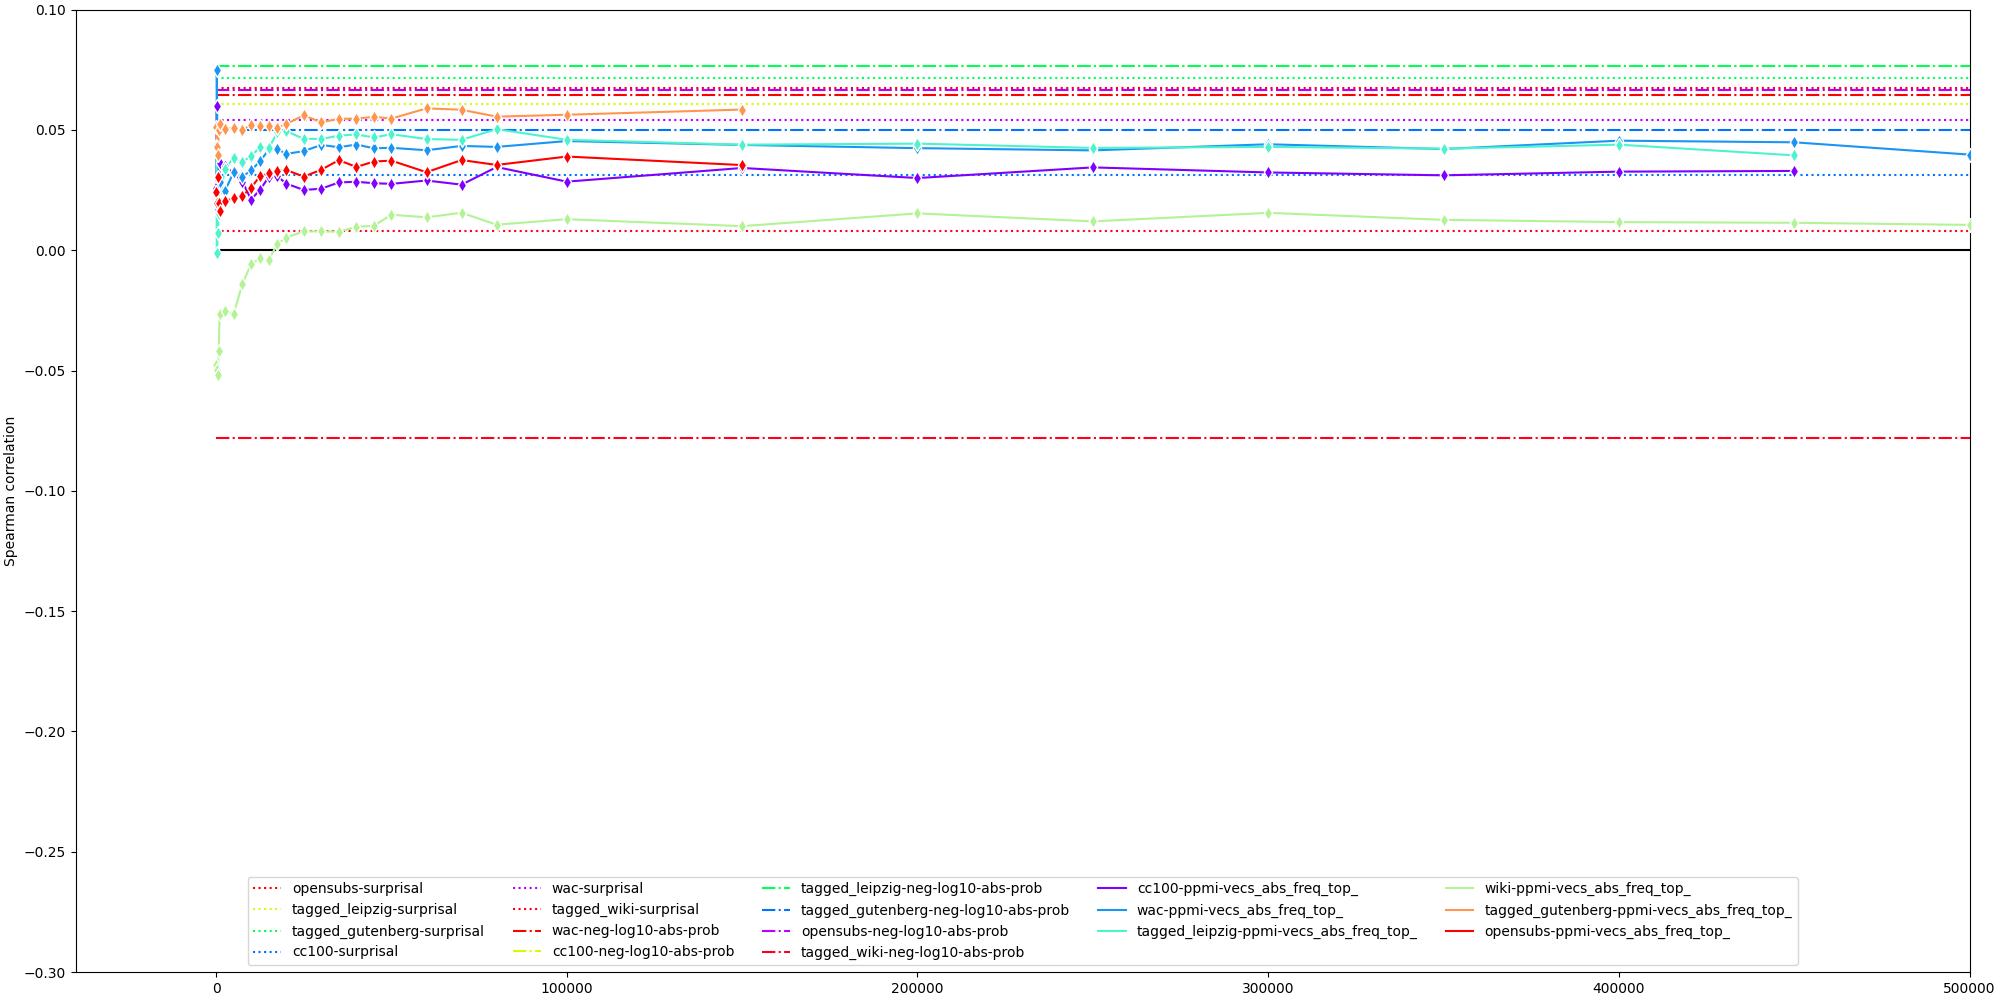 0.10
0.05
0.00
−0.05
−0.10
−0.15
−0.20
−0.25
−0.30
Spearman correlation
opensubs-surprisal
tagged_leipzig-surprisal
tagged_gutenberg-surprisal
cc100-surprisal
wac-surprisal
tagged_wiki-surprisal
wac-neg-log10-abs-prob
cc100-neg-log10-abs-prob
tagged_leipzig-neg-log10-abs-prob
tagged_gutenberg-neg-log10-abs-prob
opensubs-neg-log10-abs-prob
tagged_wiki-neg-log10-abs-prob
cc100-ppmi-vecs_abs_freq_top_
wac-ppmi-vecs_abs_freq_top_
tagged_leipzig-ppmi-vecs_abs_freq_top_
wiki-ppmi-vecs_abs_freq_top_
tagged_gutenberg-ppmi-vecs_abs_freq_top_
opensubs-ppmi-vecs_abs_freq_top_
0
100000
200000
300000
400000
500000